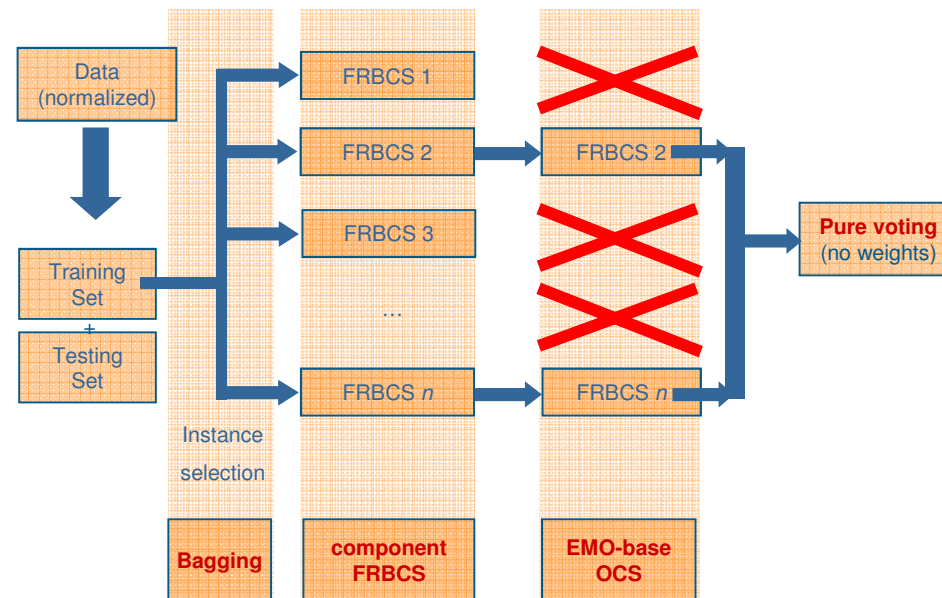 Data
(normalized)
Training
Set
+
Testing
Set
Instance
selection
Bagging
FRBCS 1
FRBCS 2
FRBCS 3
...
FRBCS n
component
FRBCS
FRBCS 2
FRBCS n
EMO-base
OCS
Pure voting
(no weights)